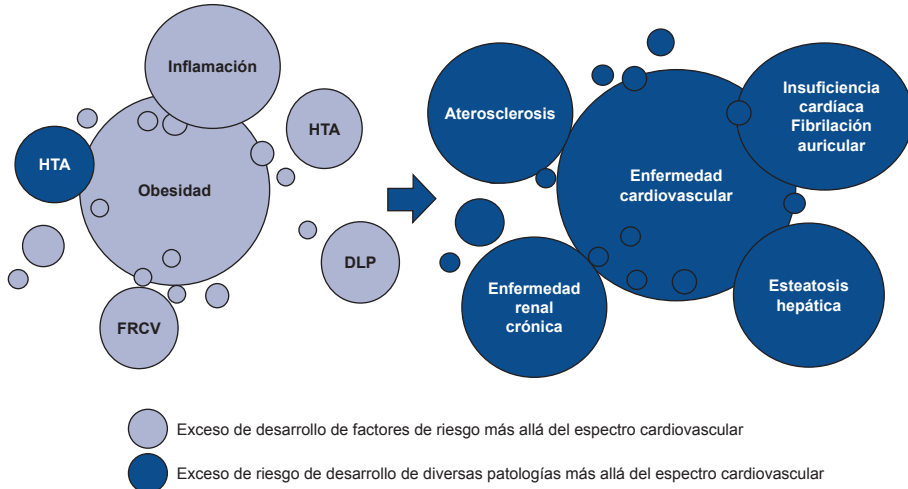 Inflamación
HTA
HTA
Obesidad
DLP
FRCV
Aterosclerosis
Insuficiencia
cardíaca
Fibrilación
auricular
Enfermedad
cardiovascular
Enfermedad
renal
crónica
Esteatosis
hepática
Exceso de desarrollo de factores de riesgo más allá del espectro cardiovascular
Exceso de riesgo de desarrollo de diversas patologías más allá del espectro cardiovascular